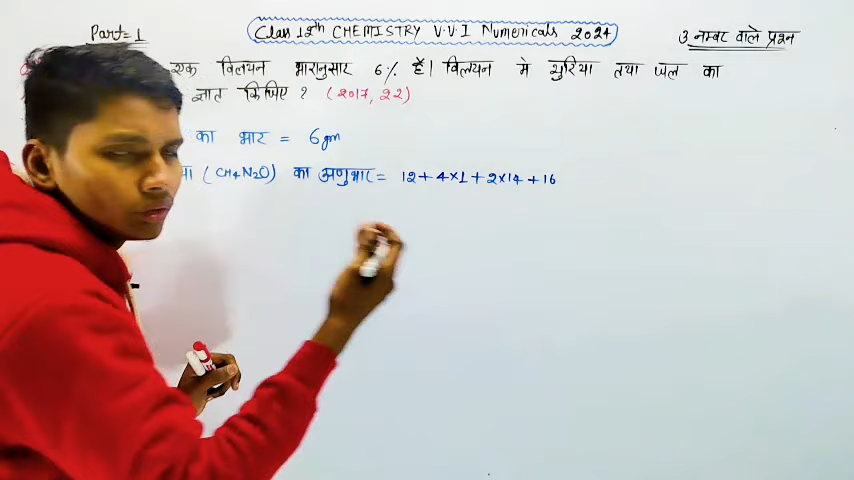 Part=1
Class 12th CHEMISTRY V.V.I Numericals 2024
3 नम्बर वाले प्रश्न
एक विलयन भारानुसार 6% है। विलयन मे युरिया तथा जल का
ज्ञात किजिए ? (2017, 22)
का भार = 6gm
या (CH4N2O) का अणुभार = 12 + 4×1 + 2×14 + 16